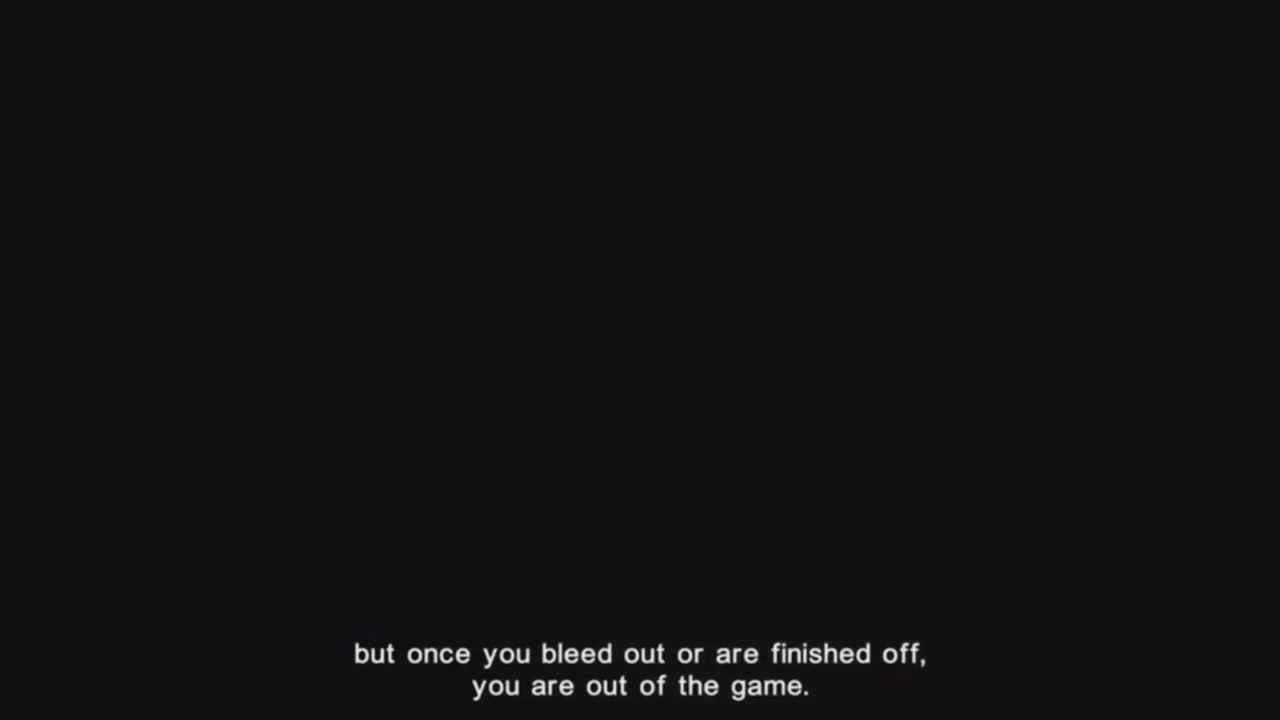 but once you bleed out or are finished off,
you are out of the game.